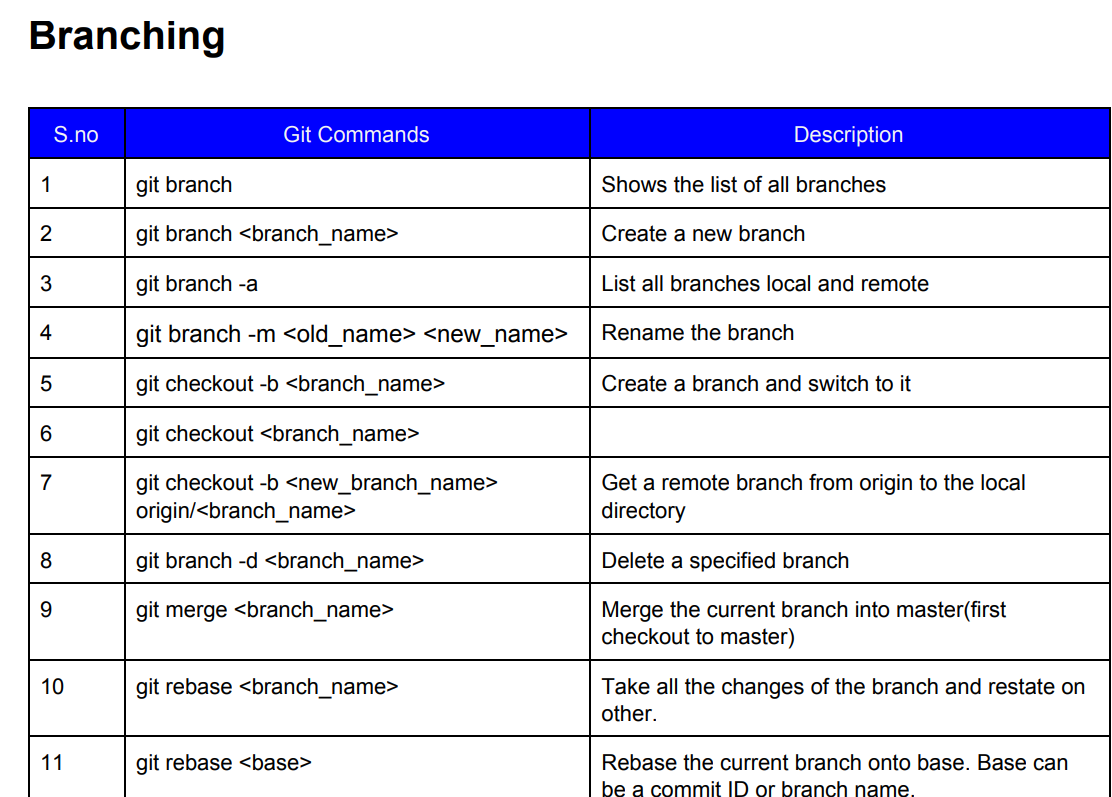 Branching
S.no Git Commands Description
1 git branch Shows the list of all branches
2 git branch <branch_name> Create a new branch
3 git branch -a List all branches local and remote
4 git branch -m <old_name> <new_name> Rename the branch
5 git checkout -b <branch_name> Create a branch and switch to it
6 git checkout <branch_name>
7 git checkout -b <new_branch_name> Get a remote branch from origin to the local
origin/<branch_name> directory
8 git branch -d <branch_name> Delete a specified branch
9 git merge <branch_name> Merge the current branch into master(first
checkout to master)
10 git rebase <branch_name> Take all the changes of the branch and restate on
other.
11 git rebase <base> Rebase the current branch onto base. Base can
be a commit ID or branch name.